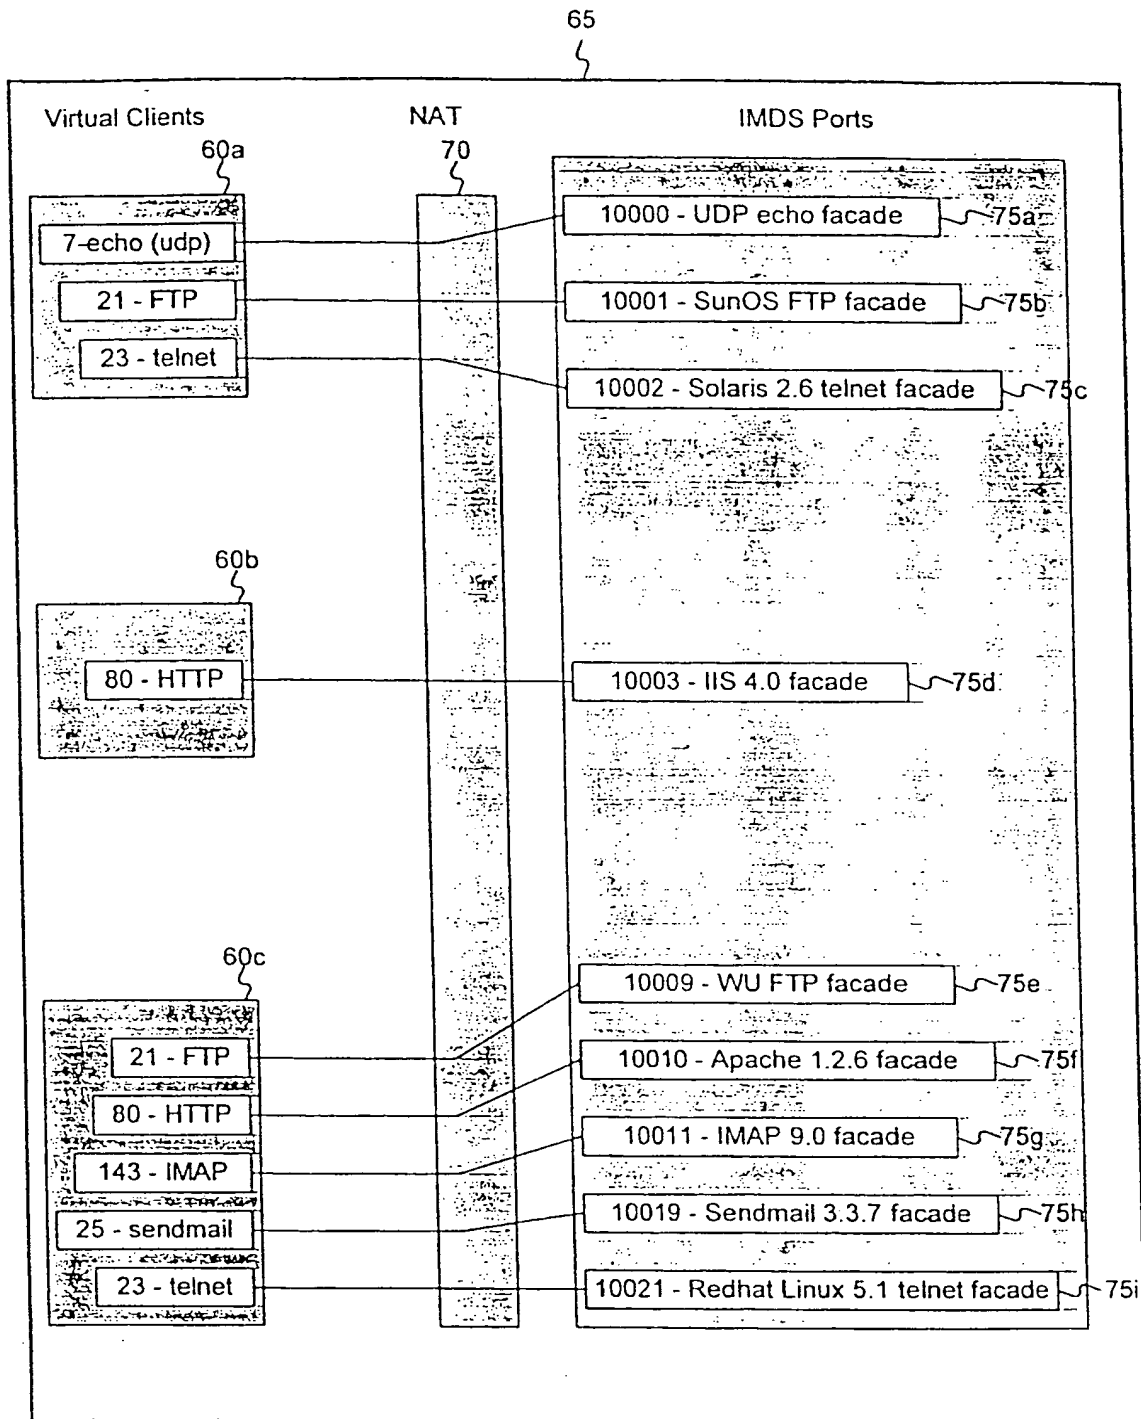 65
Virtual Clients NAT IMDS Ports
60a 70
7-echo (udp) 10000 - UDP echo facade 75a
21 - FTP 10001 - SunOS FTP facade 75b
23 - telnet 10002 - Solaris 2.6 telnet facade 75c
60b
80 - HTTP 10003 - IIS 4.0 facade 75d
60c
10009 - WU FTP facade 75e
21 - FTP 10010 - Apache 1.2.6 facade 75f
80 - HTTP 10011 - IMAP 9.0 facade 75g
143 - IMAP
25 - sendmail 10019 - Sendmail 3.3.7 facade 75h
23 - telnet 10021 - Redhat Linux 5.1 telnet facade 75i